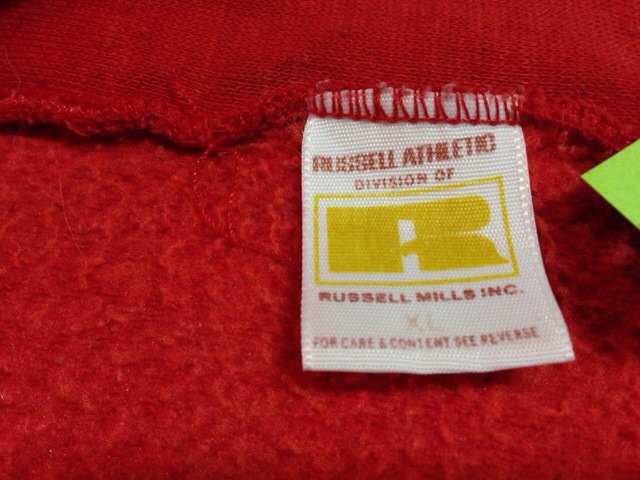 RUSSELL ATHLETIC
DIVISION OF
R
RUSSELL MILLS INC.
XL
FOR CARE & CONTENT SEE REVERSE